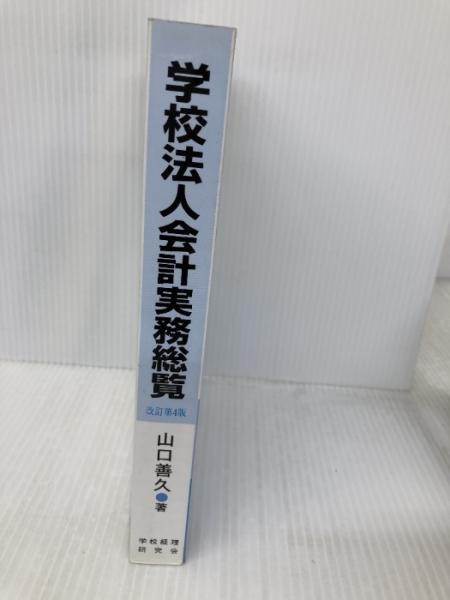 学校法人会計実務総覧
改訂第4版
山口善久●著
学校経理
研究会